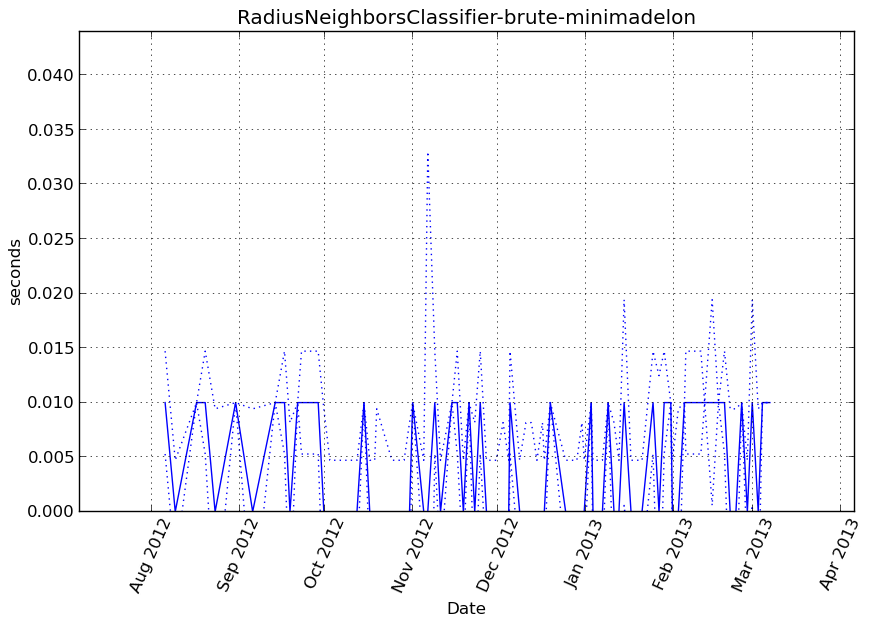 RadiusNeighborsClassifier-brute-minimadelon
0.040
0.035
0.030
0.025
0.020
0.015
0.010
0.005
0.000
seconds
Aug 2012
Sep 2012
Oct 2012
Nov 2012
Dec 2012
Jan 2013
Feb 2013
Mar 2013
Apr 2013
Date